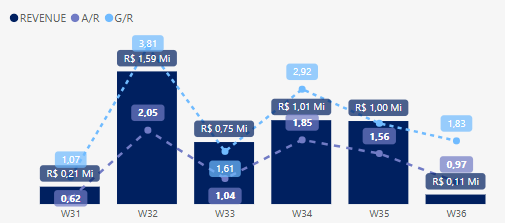 REVENUE A/R G/R
3,81
R$ 1,59 Mi
2,92
2,05
R$ 1,01 Mi
R$ 1,00 Mi
1,85
1,83
R$ 0,75 Mi
1,56
1,07
R$ 0,21 Mi
1,61
0,97
R$ 0,11 Mi
0,62
1,04
W31 W32 W33 W34 W35 W36